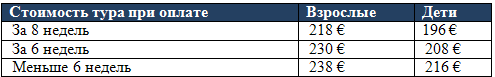 Стоимость тура при оплате Взрослые Дети
За 8 недель 218 € 196 €
За 6 недель 230 € 208 €
Меньше 6 недель 238 € 216 €